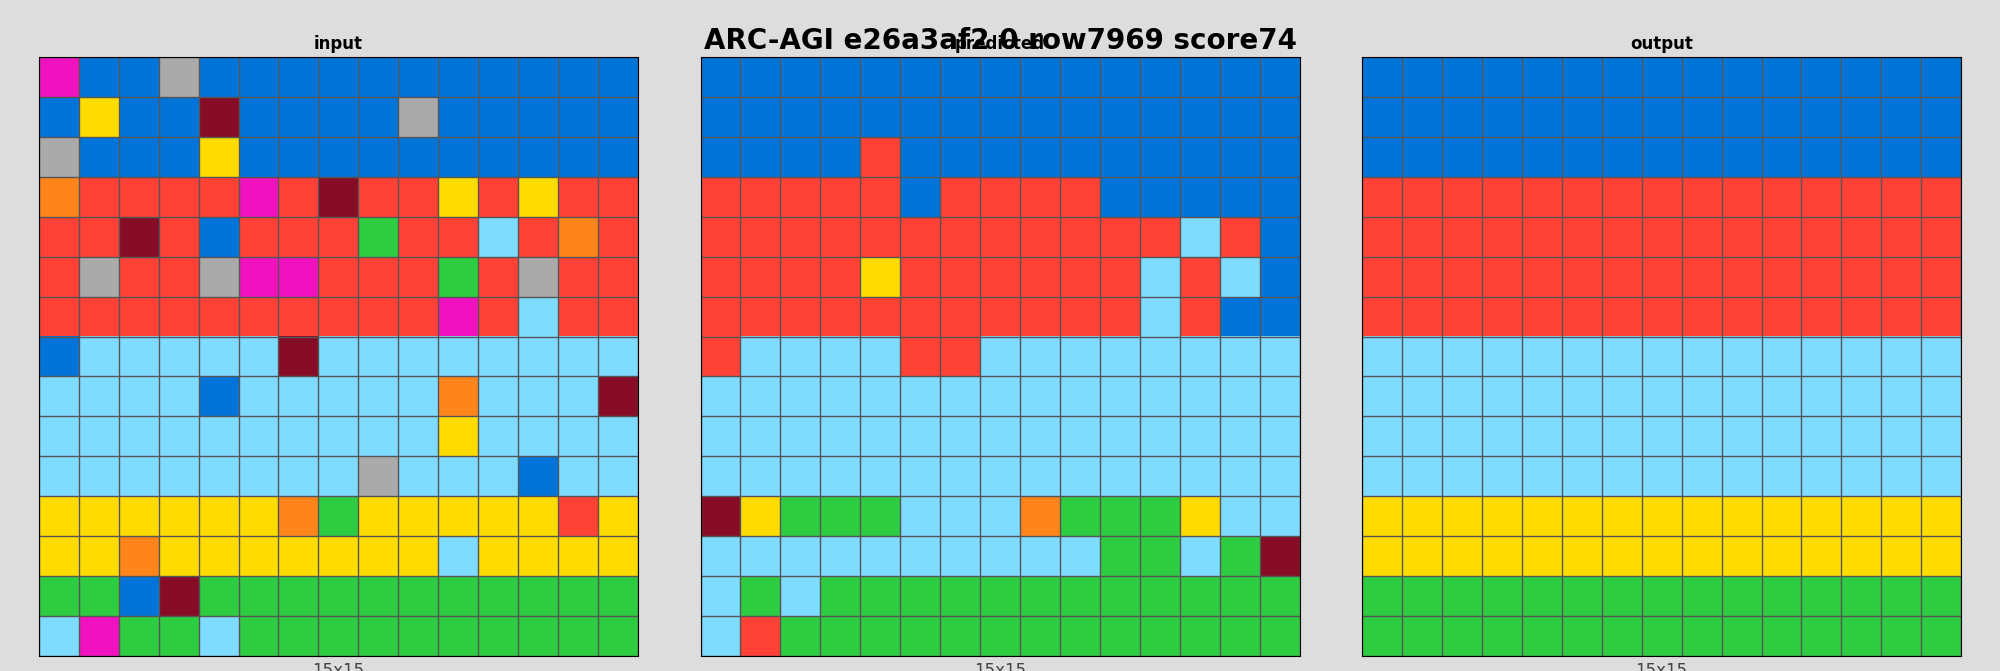 ARC-AGI e26a3af2:0 row7969 score74
input
predicted
output
15x15
15x15
15x15